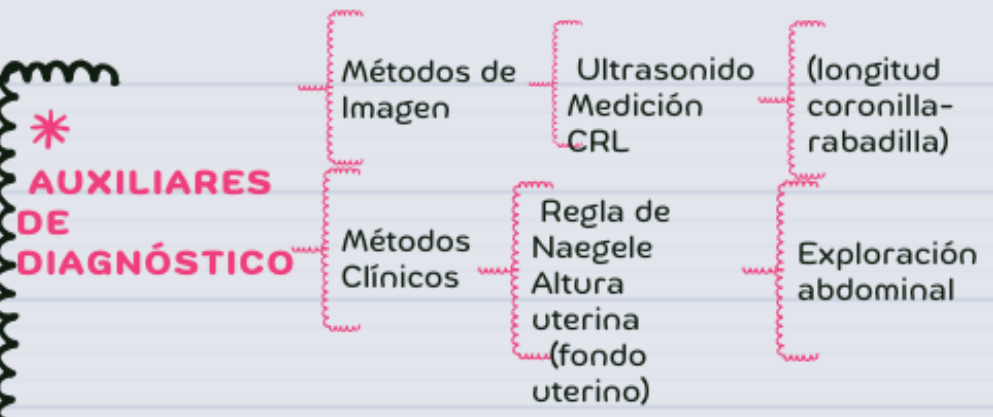 * AUXILIARES
DE
DIAGNÓSTICO
Métodos de
Imagen
Ultrasonido
Medición
CRL
(longitud
coronilla-
rabadilla)
Métodos
Clínicos
Regla de
Naegele
Altura
uterina
(fondo
uterino)
Exploración
abdominal